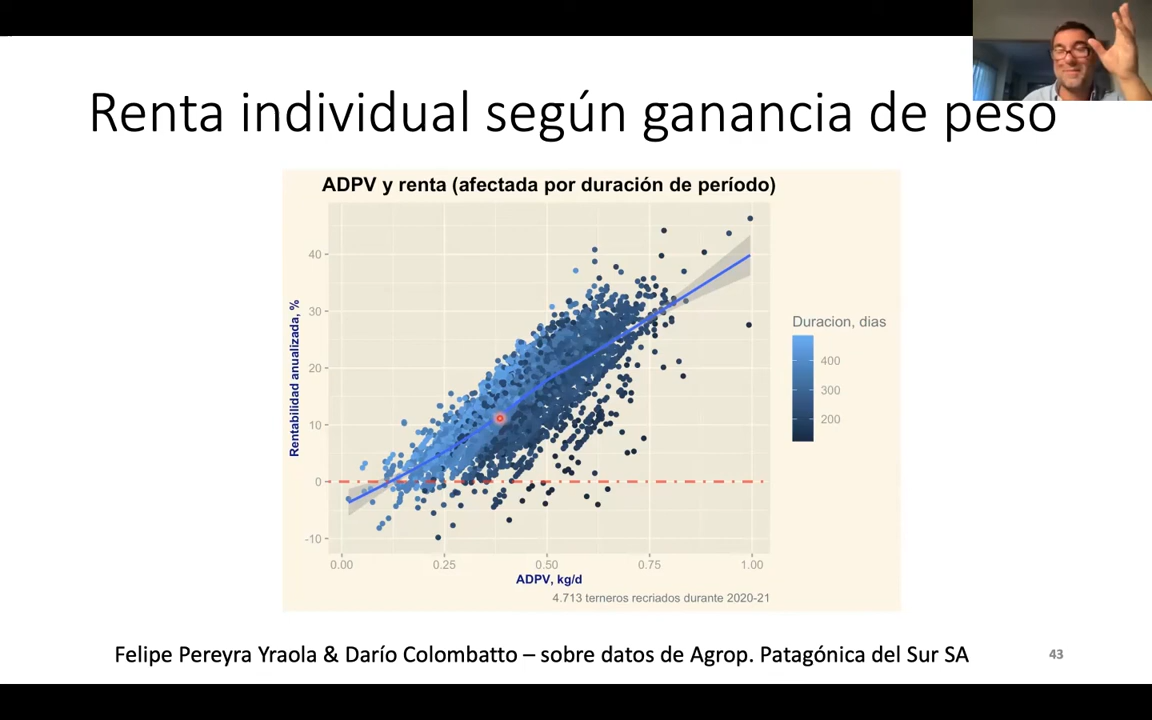 Renta individual según ganancia de peso
ADPV y renta (afectada por duración de período)
Rentabilidad anualizada, %
40
30
20
10
0
-10
0.00
0.25
0.50
0.75
1.00
ADPV, kg/d
4.713 terneros recriados durante 2020-21
Duracion, dias
400
300
200
Felipe Pereyra Yraola & Darío Colombatto – sobre datos de Agrop. Patagónica del Sur SA
43